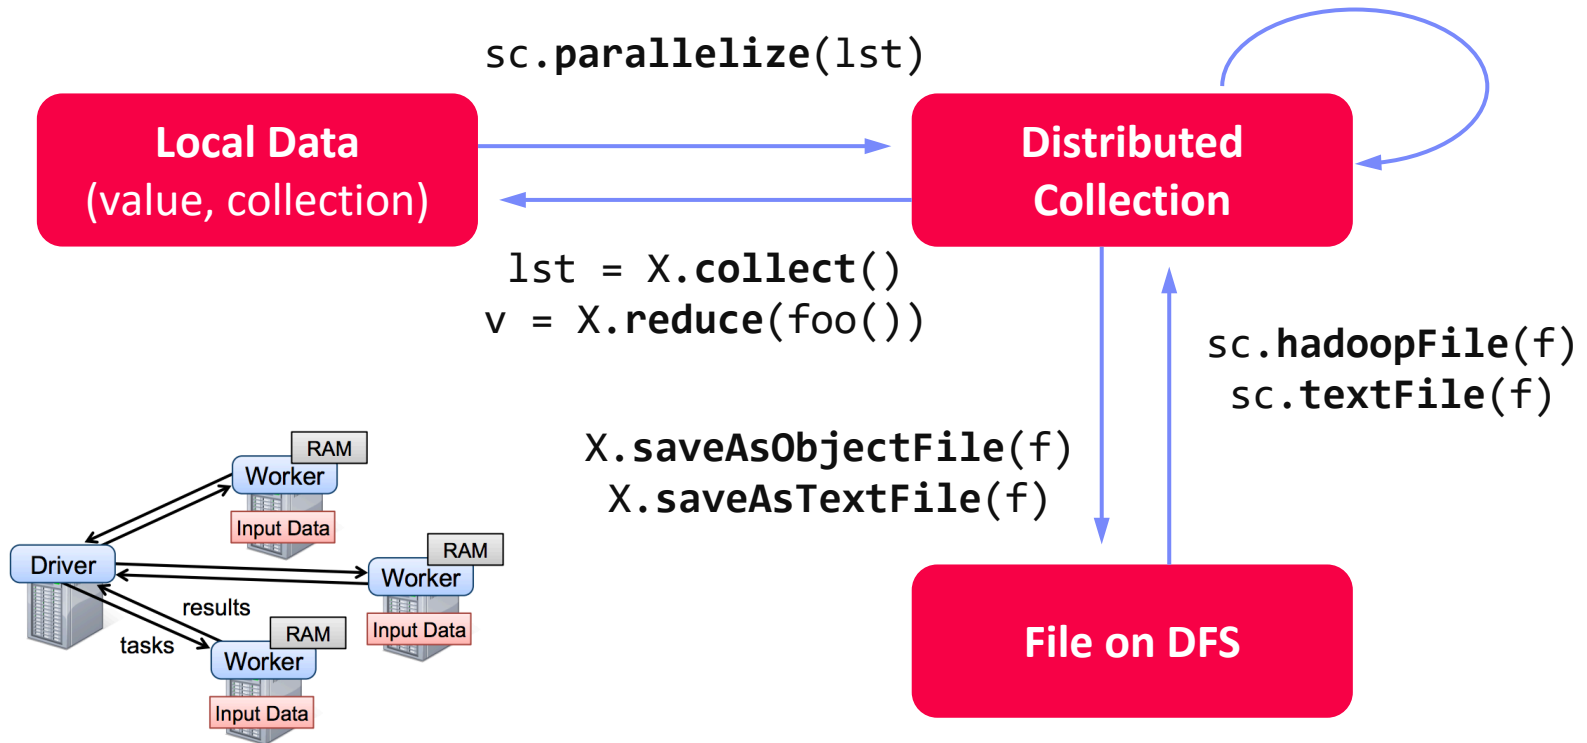 sc.parallelize(lst)
Local Data
(value, collection)
Distributed
Collection
lst = X.collect()
v = X.reduce(foo())
sc.hadoopFile(f)
sc.textFile(f)
X.saveAsObjectFile(f)
X.saveAsTextFile(f)
File on DFS
RAM
Worker
Input Data
Driver
RAM
Worker
Input Data
results
tasks
RAM
Worker
Input Data